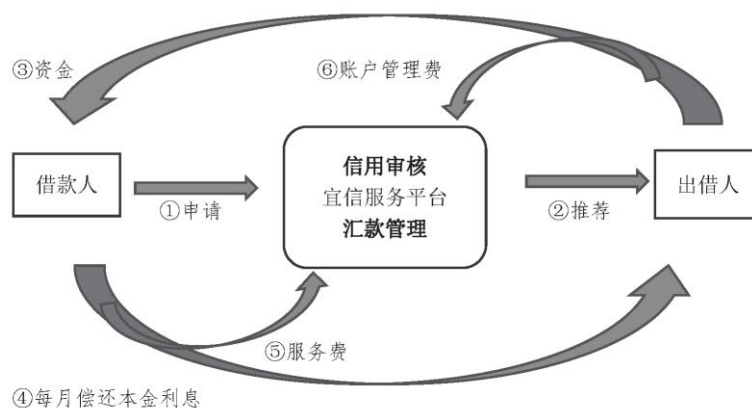 ③资金
⑥账户管理费
借款人
①申请
信用审核
宜信服务平台
汇款管理
②推荐
出借人
⑤服务费
④每月偿还本金利息